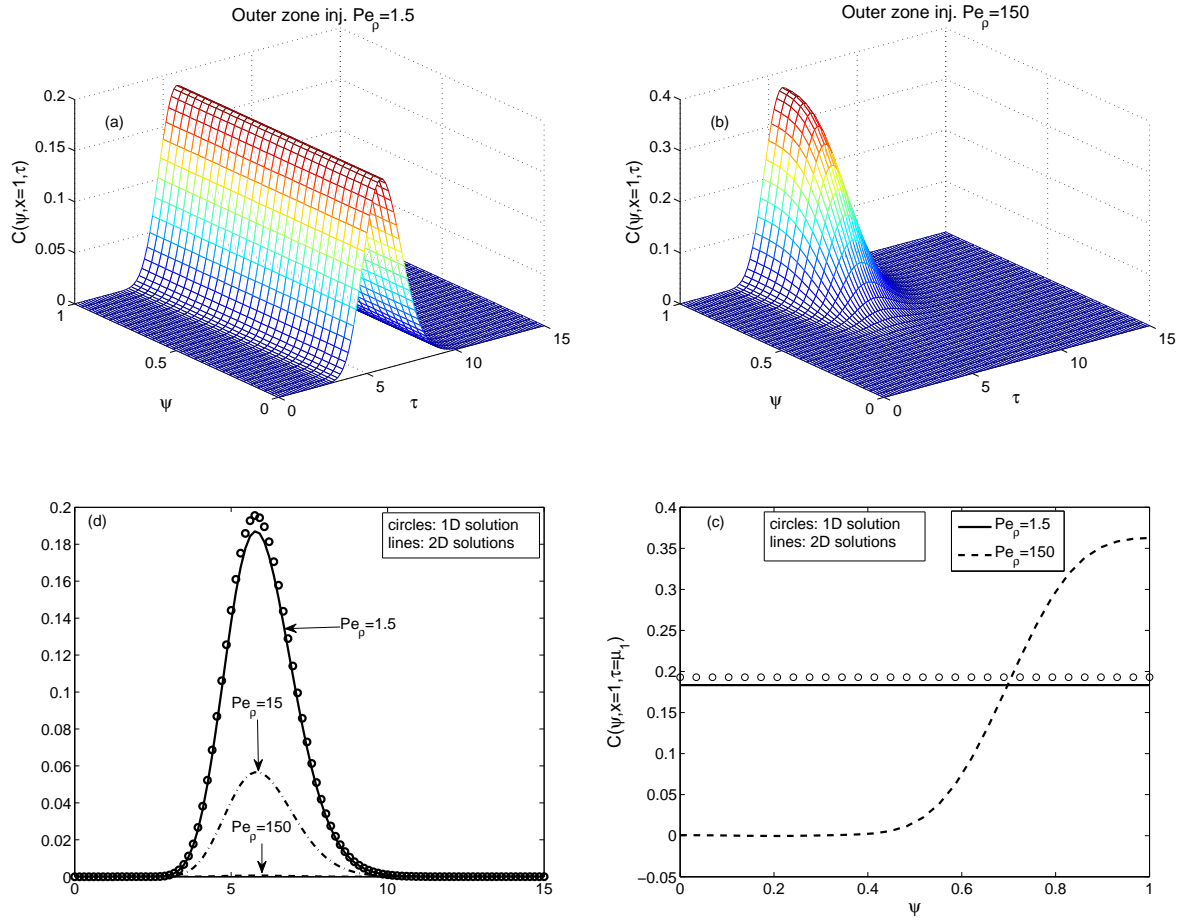 Outer zone inj. Pe_ρ=1.5
(a)
C(ψ,x=1,τ)
0.2
0.15
0.1
0.05
0
1
0.5
0
ψ
0
5
10
15
τ
Outer zone inj. Pe_ρ=150
(b)
C(ψ,x=1,τ)
0.4
0.3
0.2
0.1
0
1
0.5
0
ψ
0
5
10
15
τ
(d)
circles: 1D solution
lines: 2D solutions
Pe_ρ=1.5
Pe_ρ=15
Pe_ρ=150
0.2
0.18
0.16
0.14
0.12
0.1
0.08
0.06
0.04
0.02
0
0
5
10
15
(c)
circles: 1D solution
lines: 2D solutions
Pe_ρ=1.5
Pe_ρ=150
C(ψ,x=1,τ=μ_1)
0.4
0.35
0.3
0.25
0.2
0.15
0.1
0.05
0
−0.05
0
0.2
0.4
0.6
0.8
1
ψ